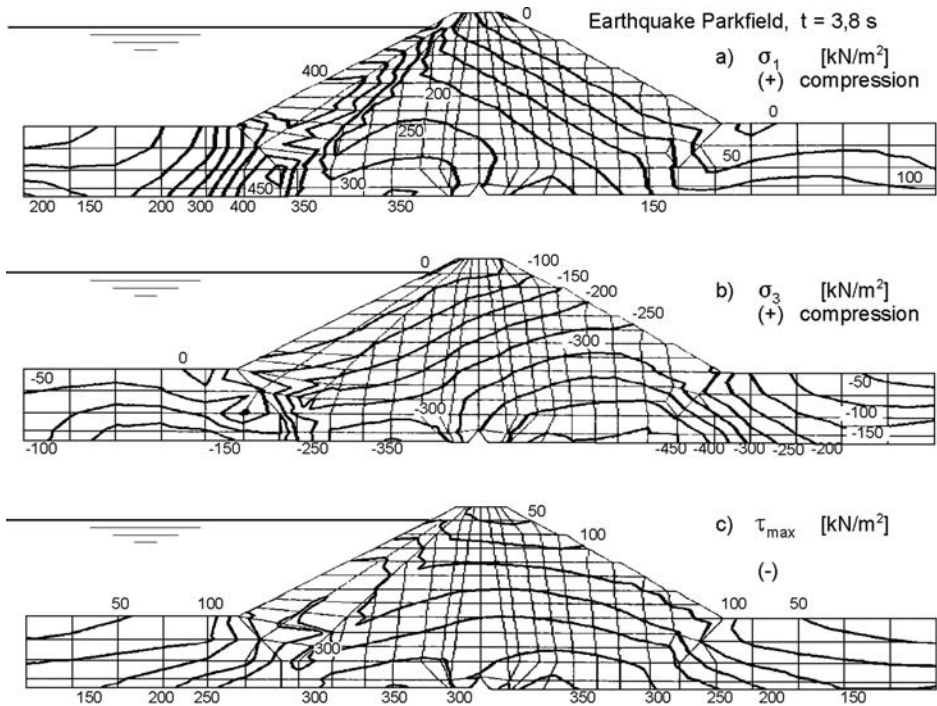 0
Earthquake Parkfield, t = 3,8 s
a) σ1 [kN/m²]
(+) compression
400
200
250
300
450
0
50
100
200 150 200 300 400 350 350 150
0
-100
-150
-200
-250
-300
b) σ3 [kN/m²]
(+) compression
0
-50
-300
-50
-100
-150
-100 -150 -250 -350 -450 -400 -300 -250 -200
50
100
c) τmax [kN/m²]
(-)
50 100 100 50
300
150 200 250 300 350 300 300 250 200 150